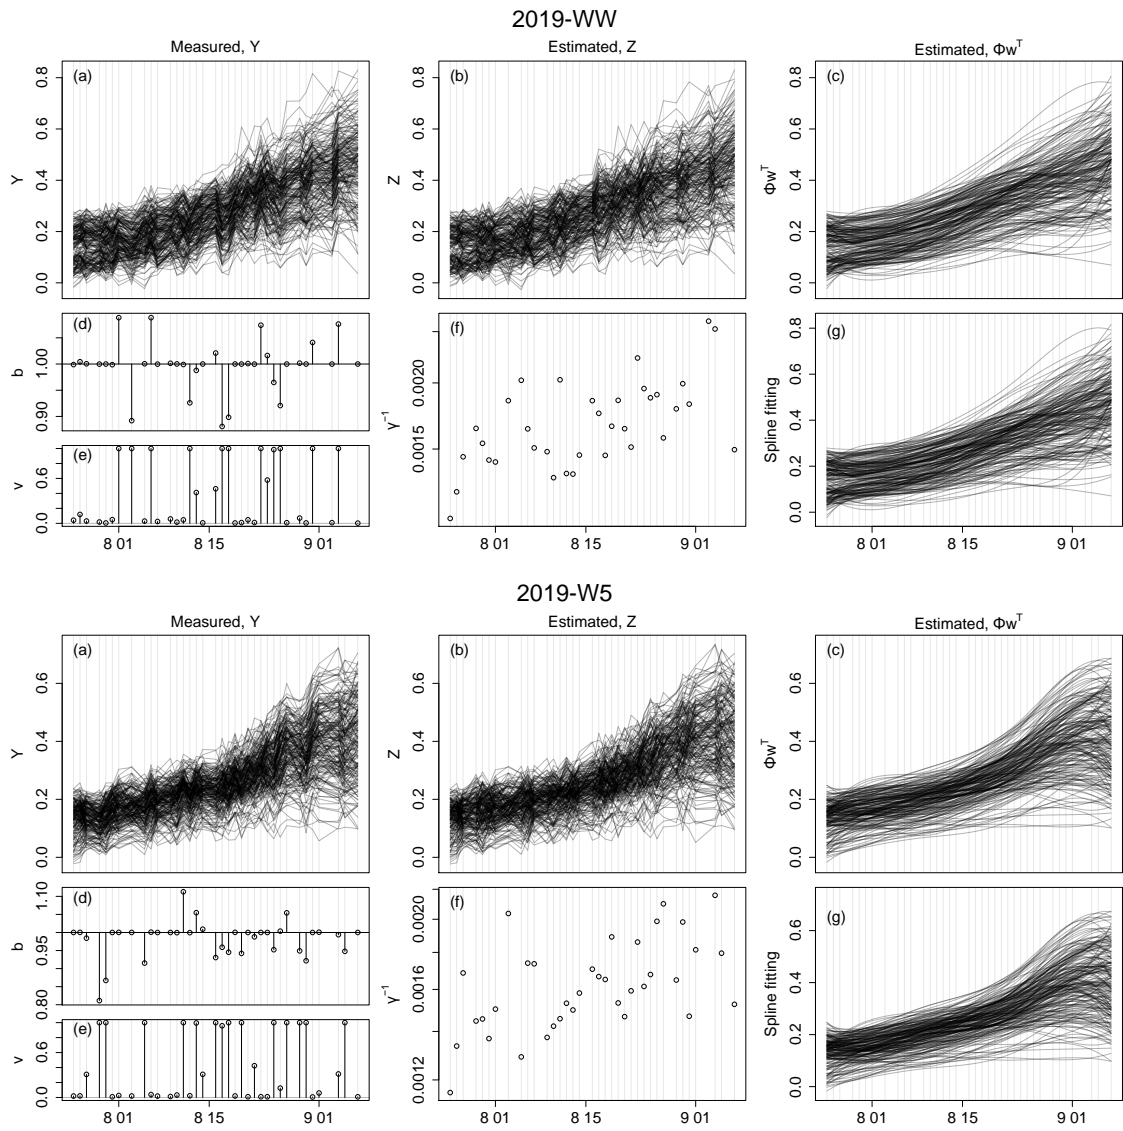 2019-WW
Measured, Y
Estimated, Z
Estimated, Φwᵀ
(a)
(b)
(c)
Y
0.0 0.2 0.4 0.6 0.8
Z
0.0 0.2 0.4 0.6 0.8
Φwᵀ
0.0 0.2 0.4 0.6 0.8
(d)
b
0.90 1.00
(e)
v
0.0 0.6
8 01 8 15 9 01
(f)
γ⁻¹
0.0015 0.0020
8 01 8 15 9 01
(g)
Spline fitting
0.0 0.2 0.4 0.6 0.8
8 01 8 15 9 01
2019-W5
Measured, Y
Estimated, Z
Estimated, Φwᵀ
(a)
(b)
(c)
Y
0.0 0.2 0.4 0.6
Z
0.0 0.2 0.4 0.6
Φwᵀ
0.0 0.2 0.4 0.6
(d)
b
0.80 0.95 1.10
(e)
v
0.0 0.6
8 01 8 15 9 01
(f)
γ⁻¹
0.0012 0.0016 0.0020
8 01 8 15 9 01
(g)
Spline fitting
0.0 0.2 0.4 0.6
8 01 8 15 9 01